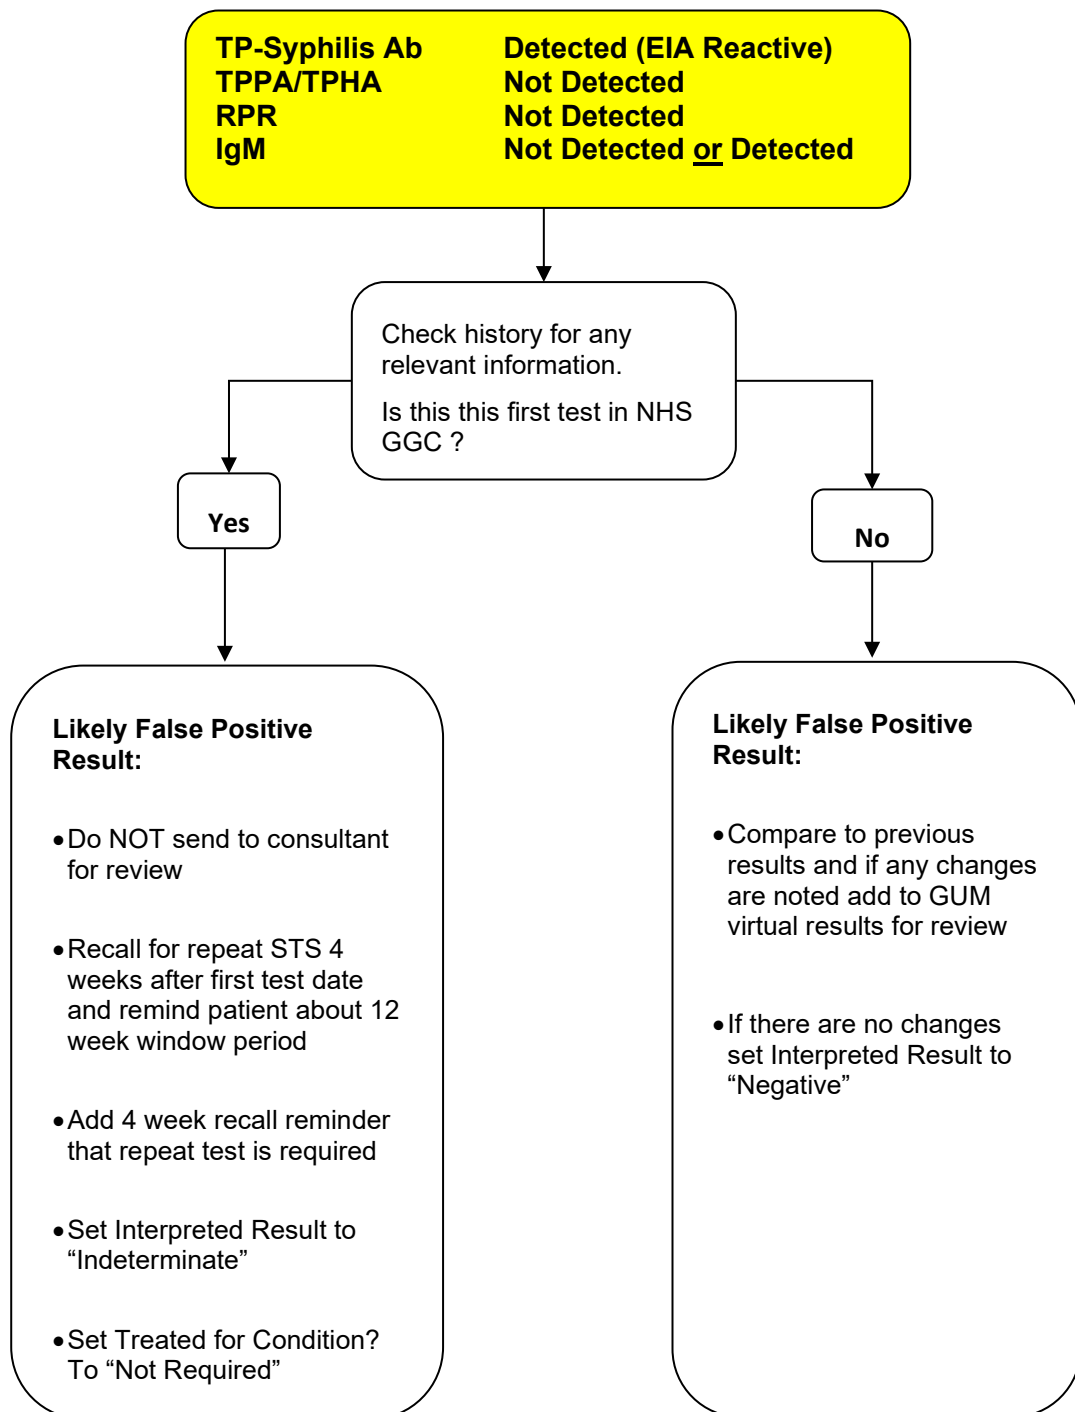 TP-Syphilis Ab Detected (EIA Reactive)
TPPA/TPHA Not Detected
RPR Not Detected
IgM Not Detected or Detected
Check history for any
relevant information.
Is this this first test in NHS
GGC ?
Yes
No
Likely False Positive
Result:
•Do NOT send to consultant
for review
•Recall for repeat STS 4
weeks after first test date
and remind patient about 12
week window period
•Add 4 week recall reminder
that repeat test is required
•Set Interpreted Result to
“Indeterminate”
•Set Treated for Condition?
To “Not Required”
Likely False Positive
Result:
•Compare to previous
results and if any changes
are noted add to GUM
virtual results for review
•If there are no changes
set Interpreted Result to
“Negative”